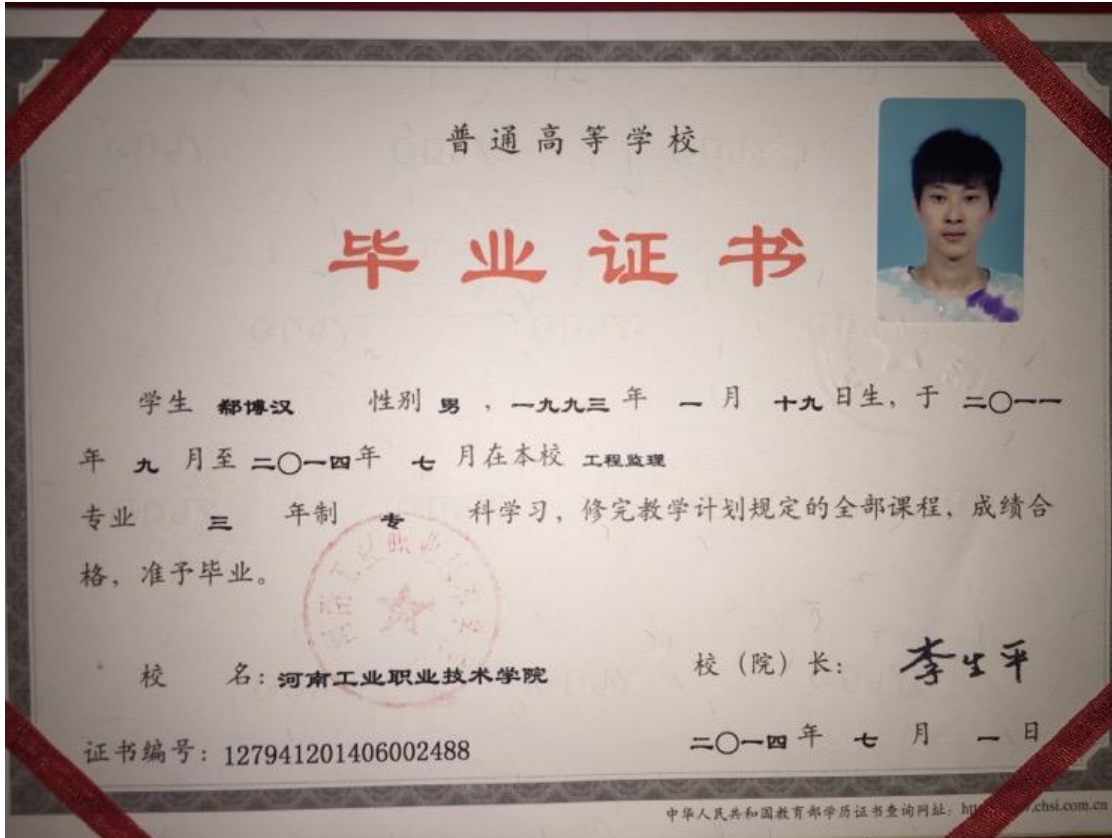 普通高等学校
毕业证书
学生 郗博汉 性别 男 ，一九九三 年 一 月 十九 日生，于 二〇一一
年 九 月至 二〇一四年 七 月在本校 工程监理
专业 三 年制 专 科学习，修完教学计划规定的全部课程，成绩合
格，准予毕业。
校 名：河南工业职业技术学院
校（院）长： 李生平
证书编号：127941201406002488
二〇一四 年 七 月 一 日
中华人民共和国教育部学历证书查询网址： .chsi.com.cn